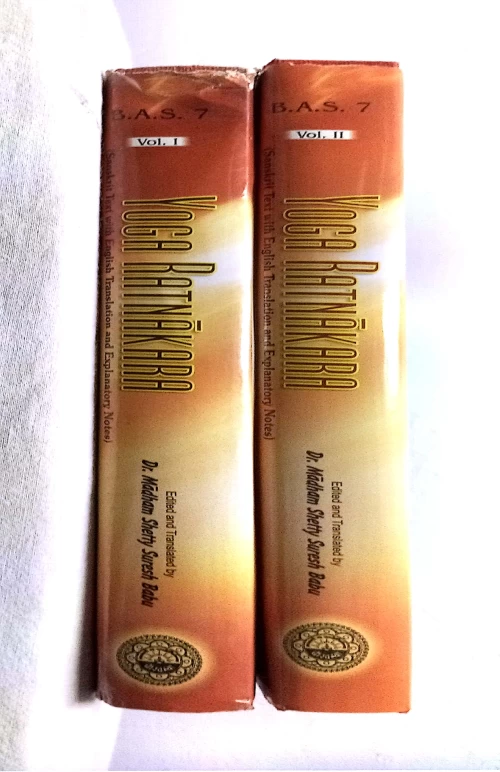 B.A.S. 7
Vol. I
YOGA RATNĀKARA
(Sanskrit Text with English Translation and Explanatory Notes)
Edited and Translated by
Dr. Mādham Shetty Suresh Babu
B.A.S. 7
Vol. II
YOGA RATNĀKARA
(Sanskrit Text with English Translation and Explanatory Notes)
Edited and Translated by
Dr. Mādham Shetty Suresh Babu